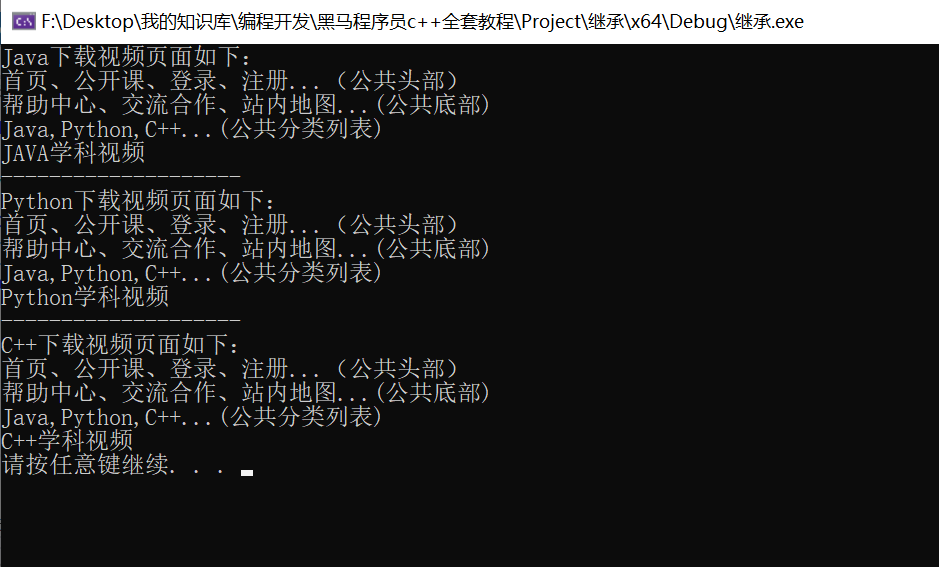 F:\Desktop\我的知识库\编程开发\黑马程序员c++全套教程\Project\继承\x64\Debug\继承.exe
Java下载视频页面如下：
首页、公开课、登录、注册...（公共头部）
帮助中心、交流合作、站内地图...(公共底部)
Java,Python,C++...(公共分类列表)
JAVA学科视频
--------------------
Python下载视频页面如下：
首页、公开课、登录、注册...（公共头部）
帮助中心、交流合作、站内地图...(公共底部)
Java,Python,C++...(公共分类列表)
Python学科视频
--------------------
C++下载视频页面如下：
首页、公开课、登录、注册...（公共头部）
帮助中心、交流合作、站内地图...(公共底部)
Java,Python,C++...(公共分类列表)
C++学科视频
请按任意键继续. . .